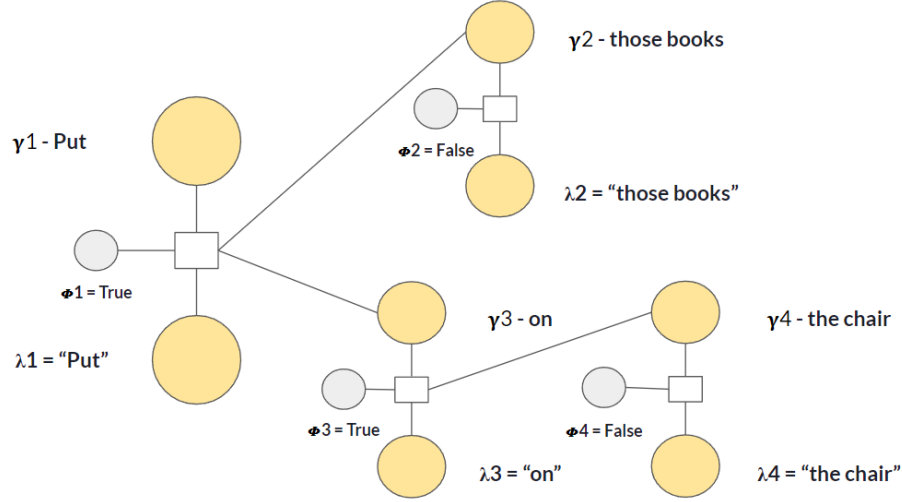 γ2 - those books
γ1 - Put
Φ2 = False
λ2 = “those books”
Φ1 = True
γ3 - on
γ4 - the chair
λ1 = “Put”
Φ3 = True
Φ4 = False
λ3 = “on”
λ4 = “the chair”